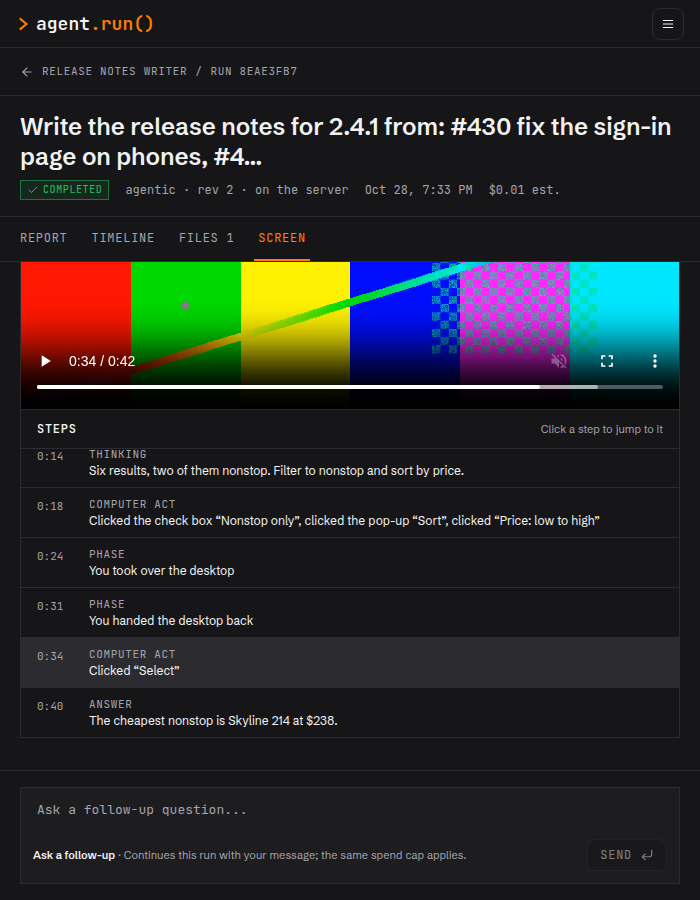 agent.run()
RELEASE NOTES WRITER / RUN 8EAE3FB7
Write the release notes for 2.4.1 from: #430 fix the sign-in
page on phones, #4...
COMPLETED agentic · rev 2 · on the server Oct 28, 7:33 PM $0.01 est.
REPORT TIMELINE FILES 1 SCREEN
0:34 / 0:42
STEPS Click a step to jump to it
0:14 THINKING
Six results, two of them nonstop. Filter to nonstop and sort by price.
0:18 COMPUTER ACT
Clicked the check box “Nonstop only”, clicked the pop-up “Sort”, clicked “Price: low to high”
0:24 PHASE
You took over the desktop
0:31 PHASE
You handed the desktop back
0:34 COMPUTER ACT
Clicked “Select”
0:40 ANSWER
The cheapest nonstop is Skyline 214 at $238.
Ask a follow-up question...
Ask a follow-up · Continues this run with your message; the same spend cap applies. SEND